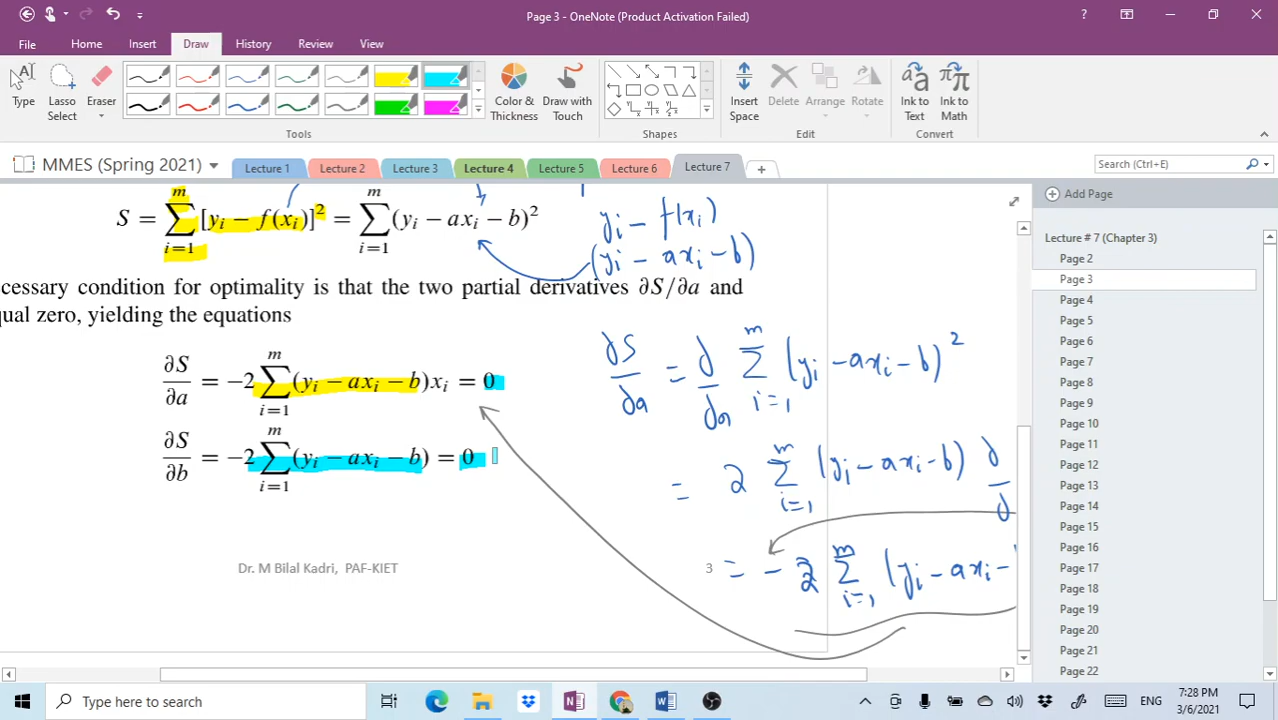 Page 3 - OneNote (Product Activation Failed)
File Home Insert Draw History Review View
Type
Lasso Select
Eraser
Color & Thickness
Draw with Touch
Insert Space
Delete
Arrange
Rotate
Ink to Text
Ink to Math
Tools
Shapes
Edit
Convert
MMES (Spring 2021)
Lecture 1 Lecture 2 Lecture 3 Lecture 4 Lecture 5 Lecture 6 Lecture 7
Search (Ctrl+E)
Add Page
Lecture # 7 (Chapter 3)
Page 2
Page 3
Page 4
Page 5
Page 6
Page 7
Page 8
Page 9
Page 10
Page 11
Page 12
Page 13
Page 14
Page 15
Page 16
Page 17
Page 18
Page 19
Page 20
Page 21
Page 22
S = ∑_{i=1}^{m} [y_i − f(x_i)]² = ∑_{i=1}^{m} (y_i − ax_i − b)²
y_i − f(x_i)
(y_i − ax_i − b)
cessary condition for optimality is that the two partial derivatives ∂S/∂a and
qual zero, yielding the equations
∂S/∂a = −2 ∑_{i=1}^{m} (y_i − ax_i − b)x_i = 0
∂S/∂b = −2 ∑_{i=1}^{m} (y_i − ax_i − b) = 0
∂S/∂a = ∂/∂a ∑_{i=1}^{m} (y_i − ax_i − b)²
= 2 ∑_{i=1}^{m} (y_i − ax_i − b) ∂/∂
= − 2 ∑_{i=1}^{m} (y_i − ax_i −
Dr. M Bilal Kadri, PAF-KIET
3
Type here to search
ENG
7:28 PM
3/6/2021